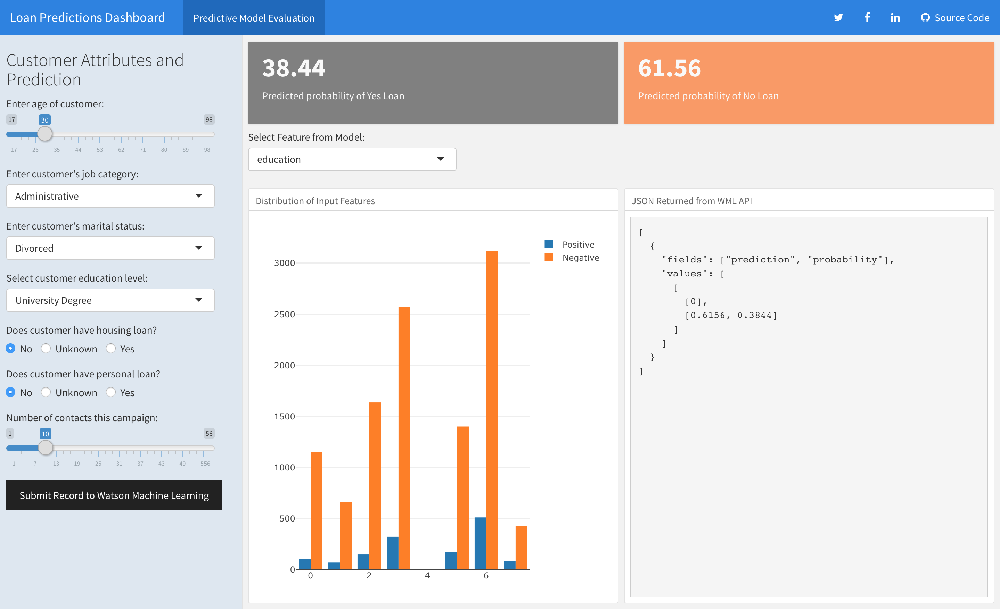 Loan Predictions Dashboard
Predictive Model Evaluation
Source Code
Customer Attributes and
Prediction
Enter age of customer:
17 30 98
17 26 35 44 53 62 71 80 89 98
Enter customer's job category:
Administrative
Enter customer's marital status:
Divorced
Select customer education level:
University Degree
Does customer have housing loan?
No Unknown Yes
Does customer have personal loan?
No Unknown Yes
Number of contacts this campaign:
1 10 56
1 7 13 19 25 31 37 43 49 55 56
Submit Record to Watson Machine Learning
38.44
Predicted probability of Yes Loan
61.56
Predicted probability of No Loan
Select Feature from Model:
education
Distribution of Input Features
Positive
Negative
3000
2500
2000
1500
1000
500
0
0 2 4 6
JSON Returned from WML API
[
{
"fields": ["prediction", "probability"],
"values": [
[
[0],
[0.6156, 0.3844]
]
]
}
]